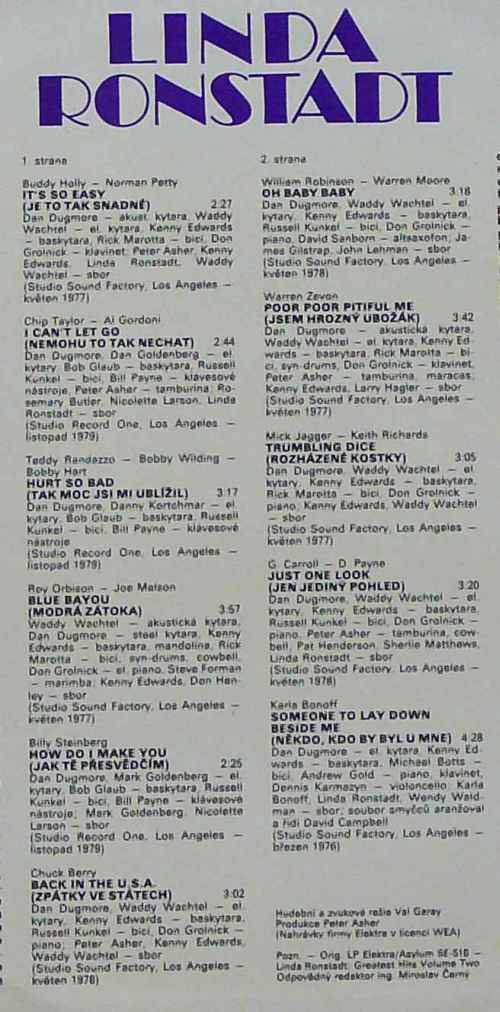 LINDA
RONSTADT
1. strana
Buddy Holly – Norman Petty
IT'S SO EASY
(JE TO TAK SNADNÉ) 2:27
Dan Dugmore – akust. kytara, Waddy
Wachtel – el. kytara, Kenny Edwards
– baskytara, Rick Marotta – bicí, Don
Grolnick – klavinet, Peter Asher, Kenny
Edwards, Linda Ronstadt, Waddy
Wachtel – sbor
(Studio Sound Factory, Los Angeles –
květen 1977)
Chip Taylor – Al Gordoni
I CAN'T LET GO
(NEMOHU TO TAK NECHAT) 2:44
Dan Dugmore, Dan Goldenberg – el.
kytary, Bob Glaub – baskytara, Russell
Kunkel – bicí, Bill Payne – klávesové
nástroje, Peter Asher – tamburína; Ro-
semary Butler, Nicolette Larson, Linda
Ronstadt – sbor
(Studio Record One, Los Angeles –
listopad 1979)
Teddy Randazzo – Bobby Wilding –
Bobby Hart
HURT SO BAD
(TAK MOC JSI MI UBLÍŽIL) 3:17
Dan Dugmore, Danny Kortchmar – el.
kytary, Bob Glaub – baskytara, Russell
Kunkel – bicí, Bill Payne – klávesové
nástroje
(Studio Record One, Los Angeles –
listopad 1979)
Roy Orbison – Joe Melson
BLUE BAYOU
(MODRÁ ZÁTOKA) 3:57
Waddy Wachtel – akustická kytara,
Dan Dugmore – steel kytara, Kenny
Edwards – baskytara, mandolína, Rick
Marotta – bicí, syn-drums, cowbell,
Don Grolnick – el. piano, Steve Forman
– marimba; Kenny Edwards, Don Hen-
ley – sbor
(Studio Sound Factory, Los Angeles –
květen 1977)
Billy Steinberg
HOW DO I MAKE YOU
(JAK TĚ PŘESVĚDČÍM) 2:25
Dan Dugmore, Mark Goldenberg – el.
kytary, Bob Glaub – baskytara, Russell
Kunkel – bicí, Bill Payne – klávesové
nástroje; Mark Goldenberg, Nicolette
Larson – sbor
(Studio Record One, Los Angeles –
listopad 1979)
Chuck Berry
BACK IN THE U.S.A.
(ZPÁTKY VE STÁTECH) 3:02
Dan Dugmore, Waddy Wachtel – el.
kytary, Kenny Edwards – baskytara,
Russell Kunkel – bicí, Don Grolnick –
piano; Peter Asher, Kenny Edwards,
Waddy Wachtel – sbor
(Studio Sound Factory, Los Angeles –
květen 1978)
2. strana
William Robinson – Warren Moore
OH BABY BABY 3:18
Dan Dugmore, Waddy Wachtel – el.
kytary, Kenny Edwards – baskytara,
Russell Kunkel – bicí, Don Grolnick –
piano, David Sanborn – altsaxofon; Ja-
mes Gilstrap, John Lehman – sbor
(Studio Sound Factory, Los Angeles –
květen 1978)
Warren Zevon
POOR POOR PITIFUL ME
(JSEM HROZNÝ UBOŽÁK) 3:42
Dan Dugmore – akustická kytara,
Waddy Wachtel – el. kytara, Kenny Ed-
wards – baskytara, Rick Marotta – bi-
cí, syn-drums, Don Grolnick – klavinet,
Peter Asher – tamburína, maracas;
Kenny Edwards, Larry Hagler – sbor
(Studio Sound Factory, Los Angeles –
květen 1977)
Mick Jagger – Keith Richards
TRUMBLING DICE
(ROZHÁZENÉ KOSTKY) 3:05
Dan Dugmore, Waddy Wachtel – el.
kytary, Kenny Edwards – baskytara,
Rick Marotta – bicí, Don Grolnick –
piano; Kenny Edwards, Waddy Wachtel
– sbor
(Studio Sound Factory, Los Angeles –
květen 1977)
G. Carroll – D. Payne
JUST ONE LOOK
(JEN JEDINÝ POHLED) 3:20
Dan Dugmore, Waddy Wachtel – el.
kytary, Kenny Edwards – baskytara,
Russell Kunkel – bicí, Don Grolnick –
piano, Peter Asher – tamburína, cow-
bell; Pat Henderson, Sherlie Matthews,
Linda Ronstadt – sbor
(Studio Sound Factory, Los Angeles –
květen 1978)
Karla Bonoff
SOMEONE TO LAY DOWN
BESIDE ME
(NĚKDO, KDO BY BYL U MNE) 4:28
Dan Dugmore – el. kytara, Kenny Ed-
wards – baskytara, Michael Botts –
bicí, Andrew Gold – piano, klavinet,
Dennis Karmazyn – violoncello; Karla
Bonoff, Linda Ronstadt, Wendy Wald-
man – sbor; soubor smyčců aranžoval
a řídí David Campbell
(Studio Sound Factory, Los Angeles –
březen 1976)
Hudební a zvuková režie Val Garay
Produkce Peter Asher
(Nahrávky firmy Elektra v licenci WEA)
Pozn. – Orig. LP Elektra/Asylum 5E-516 –
Linda Ronstadt, Greatest Hits Volume Two
Odpovědný redaktor ing. Miroslav Černý